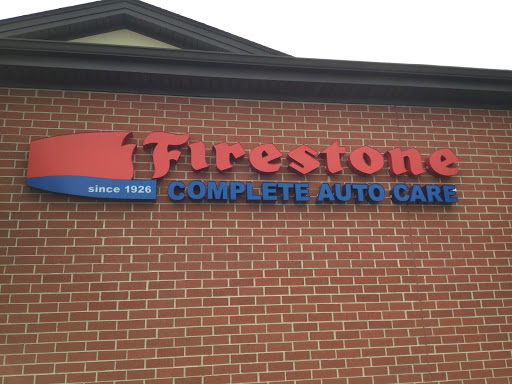 Firestone
since 1926 COMPLETE AUTO CARE